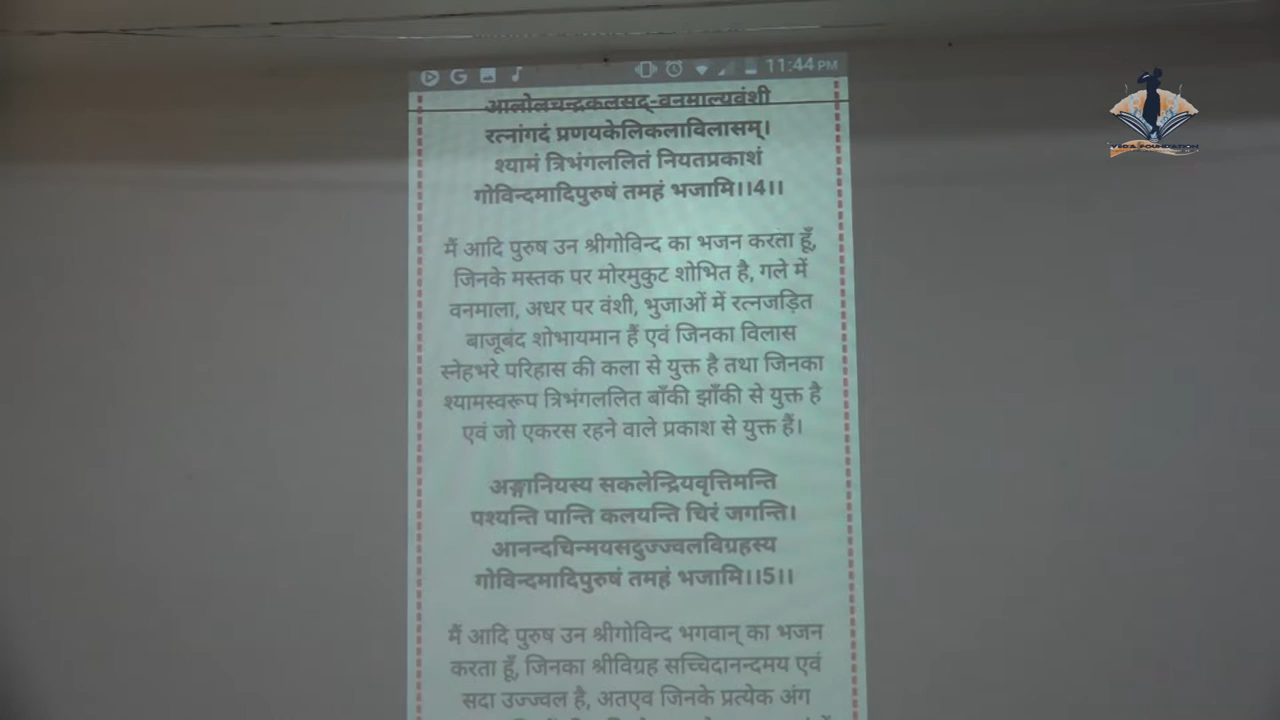 11:44 PM
VEDA FOUNDATION
आलोलचन्द्रकलसद्-वनमाल्यवंशी
रत्नांगदं प्रणयकेलिकलाविलासम्।
श्यामं त्रिभंगललितं नियतप्रकाशं
गोविन्दमादिपुरुषं तमहं भजामि।।4।।
मैं आदि पुरुष उन श्रीगोविन्द का भजन करता हूँ,
जिनके मस्तक पर मोरमुकुट शोभित है, गले में
वनमाला, अधर पर वंशी, भुजाओं में रत्नजड़ित
बाजूबंद शोभायमान हैं एवं जिनका विलास
स्नेहभरे परिहास की कला से युक्त है तथा जिनका
श्यामस्वरूप त्रिभंगललित बाँकी झाँकी से युक्त है
एवं जो एकरस रहने वाले प्रकाश से युक्त हैं।
अङ्गानियस्य सकलेन्द्रियवृत्तिमन्ति
पश्यन्ति पान्ति कलयन्ति चिरं जगन्ति।
आनन्दचिन्मयसदुज्ज्वलविग्रहस्य
गोविन्दमादिपुरुषं तमहं भजामि।।5।।
मैं आदि पुरुष उन श्रीगोविन्द भगवान् का भजन
करता हूँ, जिनका श्रीविग्रह सच्चिदानन्दमय एवं
सदा उज्ज्वल है, अतएव जिनके प्रत्येक अंग